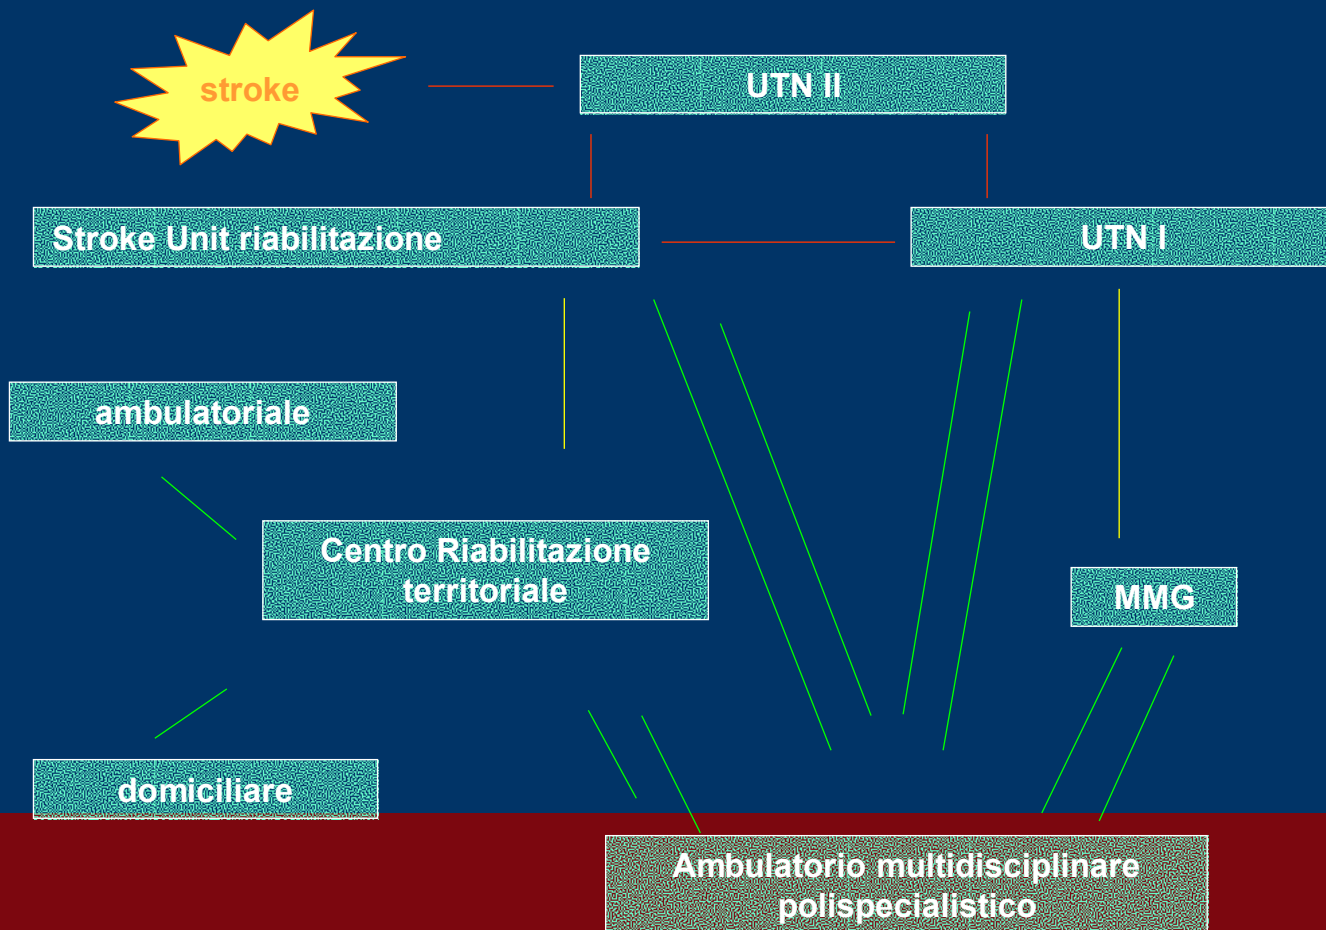 stroke
UTN II
Stroke Unit riabilitazione
UTN I
ambulatoriale
Centro Riabilitazione
territoriale
MMG
domiciliare
Ambulatorio multidisciplinare
polispecialistico